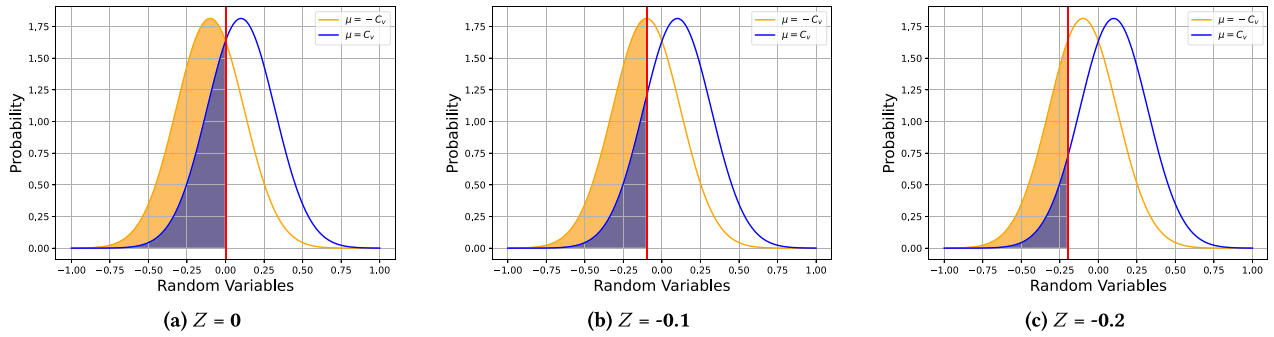 μ = − Cᵥ
μ = Cᵥ
1.75
1.50
1.25
1.00
0.75
0.50
0.25
0.00
Probability
−1.00 −0.75 −0.50 −0.25 0.00 0.25 0.50 0.75 1.00
Random Variables
(a) Z = 0
μ = − Cᵥ
μ = Cᵥ
1.75
1.50
1.25
1.00
0.75
0.50
0.25
0.00
Probability
−1.00 −0.75 −0.50 −0.25 0.00 0.25 0.50 0.75 1.00
Random Variables
(b) Z = -0.1
μ = − Cᵥ
μ = Cᵥ
1.75
1.50
1.25
1.00
0.75
0.50
0.25
0.00
Probability
−1.00 −0.75 −0.50 −0.25 0.00 0.25 0.50 0.75 1.00
Random Variables
(c) Z = -0.2